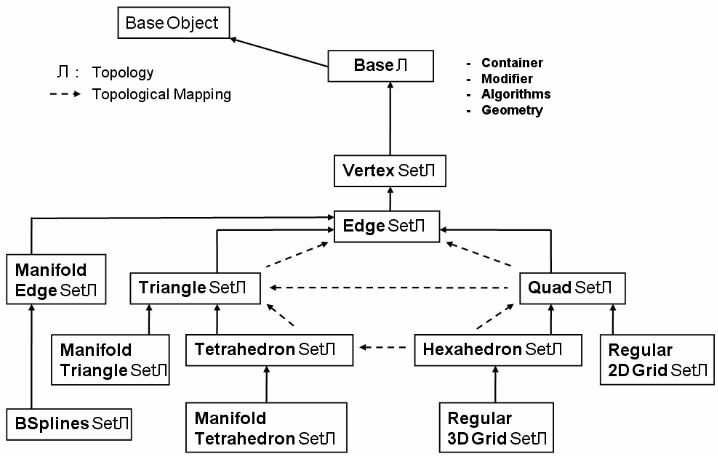 Base Object
Base Л
Л : Topology
Topological Mapping
- Container
- Modifier
- Algorithms
- Geometry
Vertex SetЛ
Edge SetЛ
Manifold
Edge SetЛ
Triangle SetЛ
Quad SetЛ
Manifold
Triangle SetЛ
Tetrahedron SetЛ
Hexahedron SetЛ
Regular
2D Grid SetЛ
BSplines SetЛ
Manifold
Tetrahedron SetЛ
Regular
3D Grid SetЛ